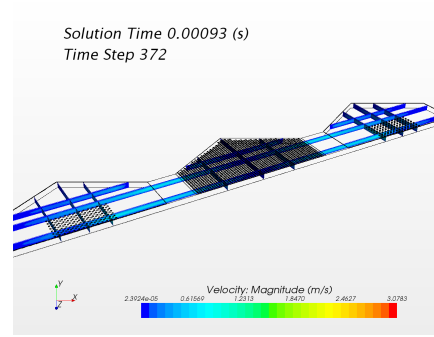 Solution Time 0.00093 (s)
Time Step 372
Y
X
Z
Velocity: Magnitude (m/s)
2.3924e-05 0.61569 1.2313 1.8470 2.4627 3.0783